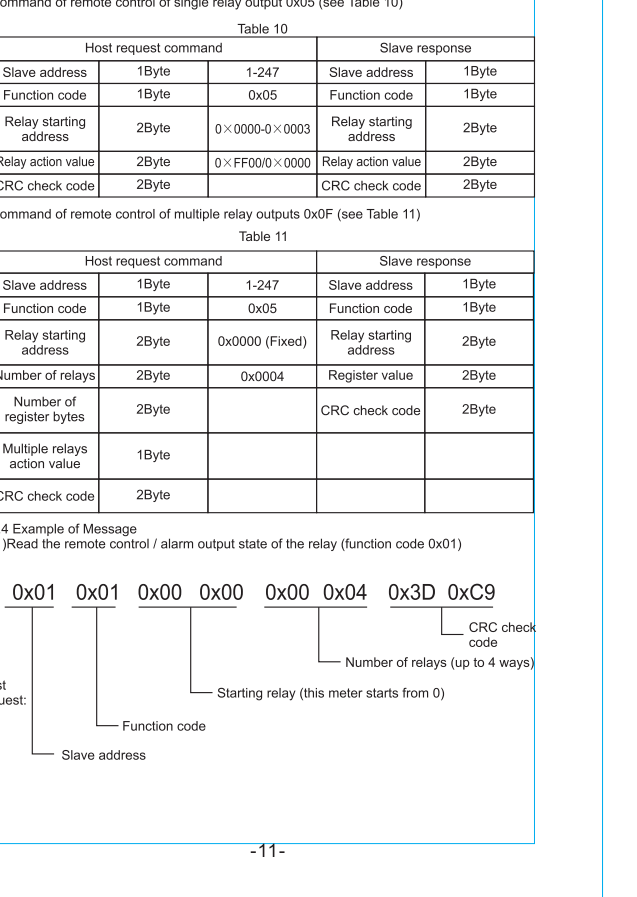 ommand of remote control of single relay output 0x05 (see Table 10)
Table 10
Host request command Slave response
Slave address 1Byte 1-247 Slave address 1Byte
Function code 1Byte 0x05 Function code 1Byte
Relay starting address 2Byte 0×0000-0×0003 Relay starting address 2Byte
Relay action value 2Byte 0×FF00/0×0000 Relay action value 2Byte
CRC check code 2Byte CRC check code 2Byte
ommand of remote control of multiple relay outputs 0x0F (see Table 11)
Table 11
Host request command Slave response
Slave address 1Byte 1-247 Slave address 1Byte
Function code 1Byte 0x05 Function code 1Byte
Relay starting address 2Byte 0x0000 (Fixed) Relay starting address 2Byte
Number of relays 2Byte 0x0004 Register value 2Byte
Number of register bytes 2Byte CRC check code 2Byte
Multiple relays action value 1Byte
CRC check code 2Byte
4 Example of Message
)Read the remote control / alarm output state of the relay (function code 0x01)
0x01 0x01 0x00 0x00 0x00 0x04 0x3D 0xC9
CRC check
code
Number of relays (up to 4 ways)
st
uest:
Starting relay (this meter starts from 0)
Function code
Slave address
-11-